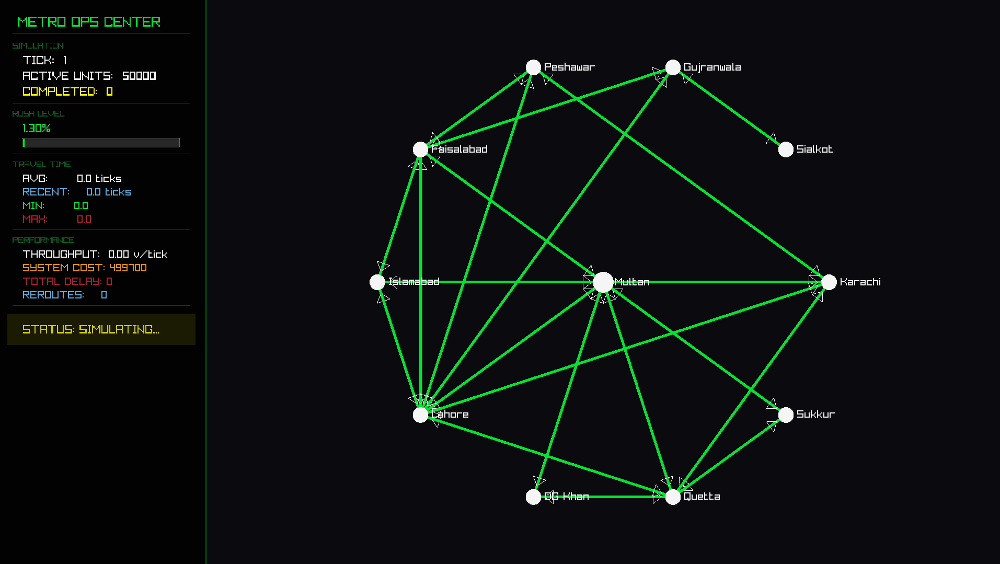 METRO OPS CENTER
SIMULATION
TICK: 1
ACTIVE UNITS: 50000
COMPLETED: 0
RUSH LEVEL
1.30%
TRAVEL TIME
AVG: 0.0 ticks
RECENT: 0.0 ticks
MIN: 0.0
MAX: 0.0
PERFORMANCE
THROUGHPUT: 0.00 v/tick
SYSTEM COST: 499700
TOTAL DELAY: 0
REROUTES: 0
STATUS: SIMULATING...
Peshawar
Gujranwala
Faisalabad
Sialkot
Islamabad
Multan
Karachi
Lahore
Sukkur
DG Khan
Quetta